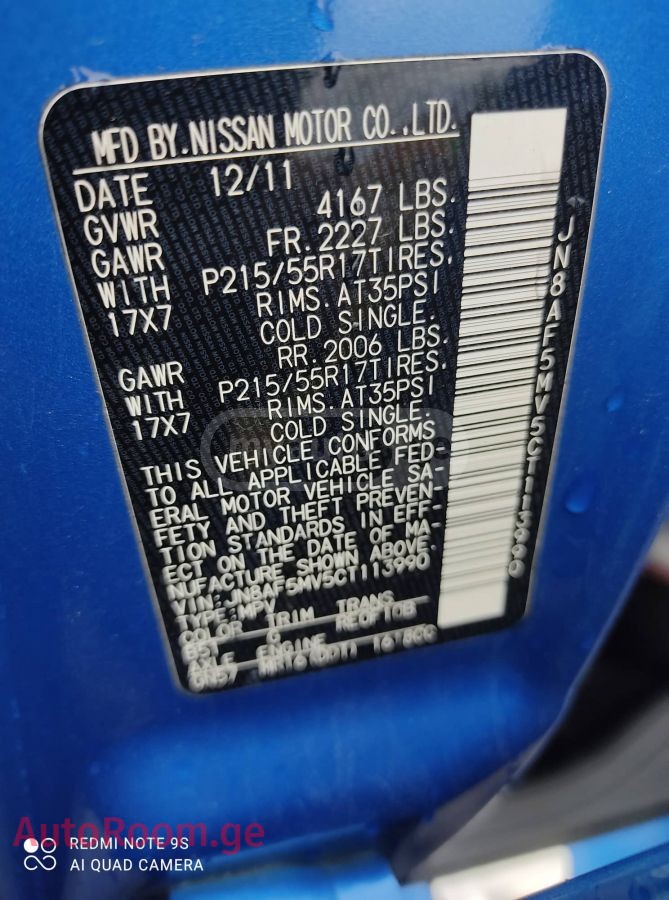 MFD BY.NISSAN MOTOR CO.,LTD.
DATE 12/11
GVWR 4167 LBS.
GAWR FR.2227 LBS.
WITH P215/55R17TIRES.
17X7 RIMS.AT35PSI
COLD SINGLE.
GAWR RR.2006 LBS.
WITH P215/55R17TIRES.
17X7 RIMS.AT35PSI
COLD SINGLE.
THIS VEHICLE CONFORMS
TO ALL APPLICABLE FED-
ERAL MOTOR VEHICLE SA-
FETY AND THEFT PREVEN-
TION STANDARDS IN EFF-
ECT ON THE DATE OF MA-
NUFACTURE SHOWN ABOVE.
VIN:JN8AF5MV5CT113990
TYPE:MPV
COLOR TRIM TRANS
G
AXLE ENGINE
JN8AF5MV5CT113990
AutoRoom.ge
REDMI NOTE 9S
AI QUAD CAMERA